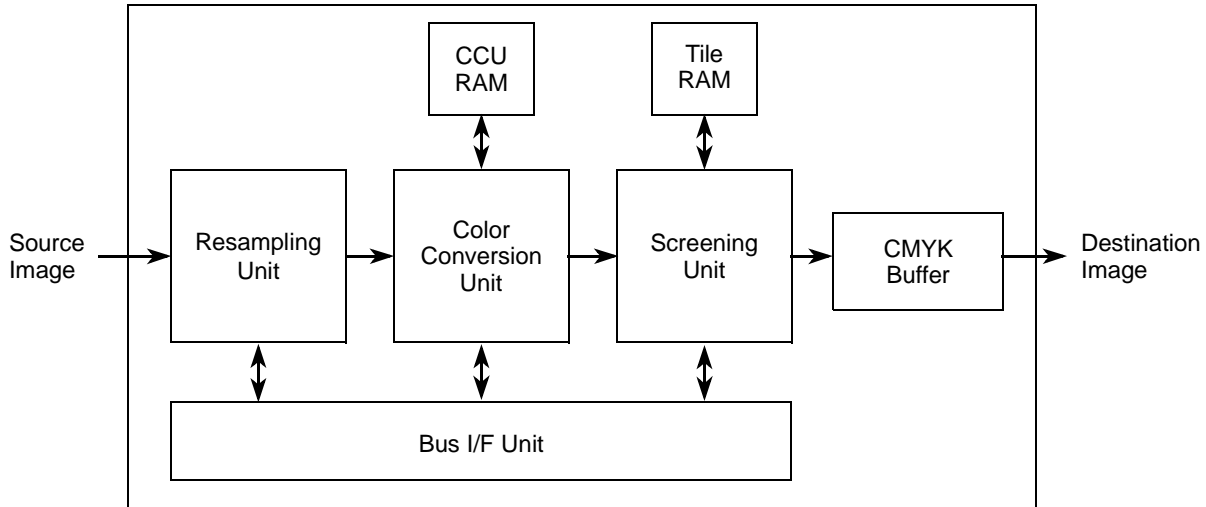 CCU
RAM
Tile
RAM
Source
Image
Resampling
Unit
Color
Conversion
Unit
Screening
Unit
CMYK
Buffer
Destination
Image
Bus I/F Unit